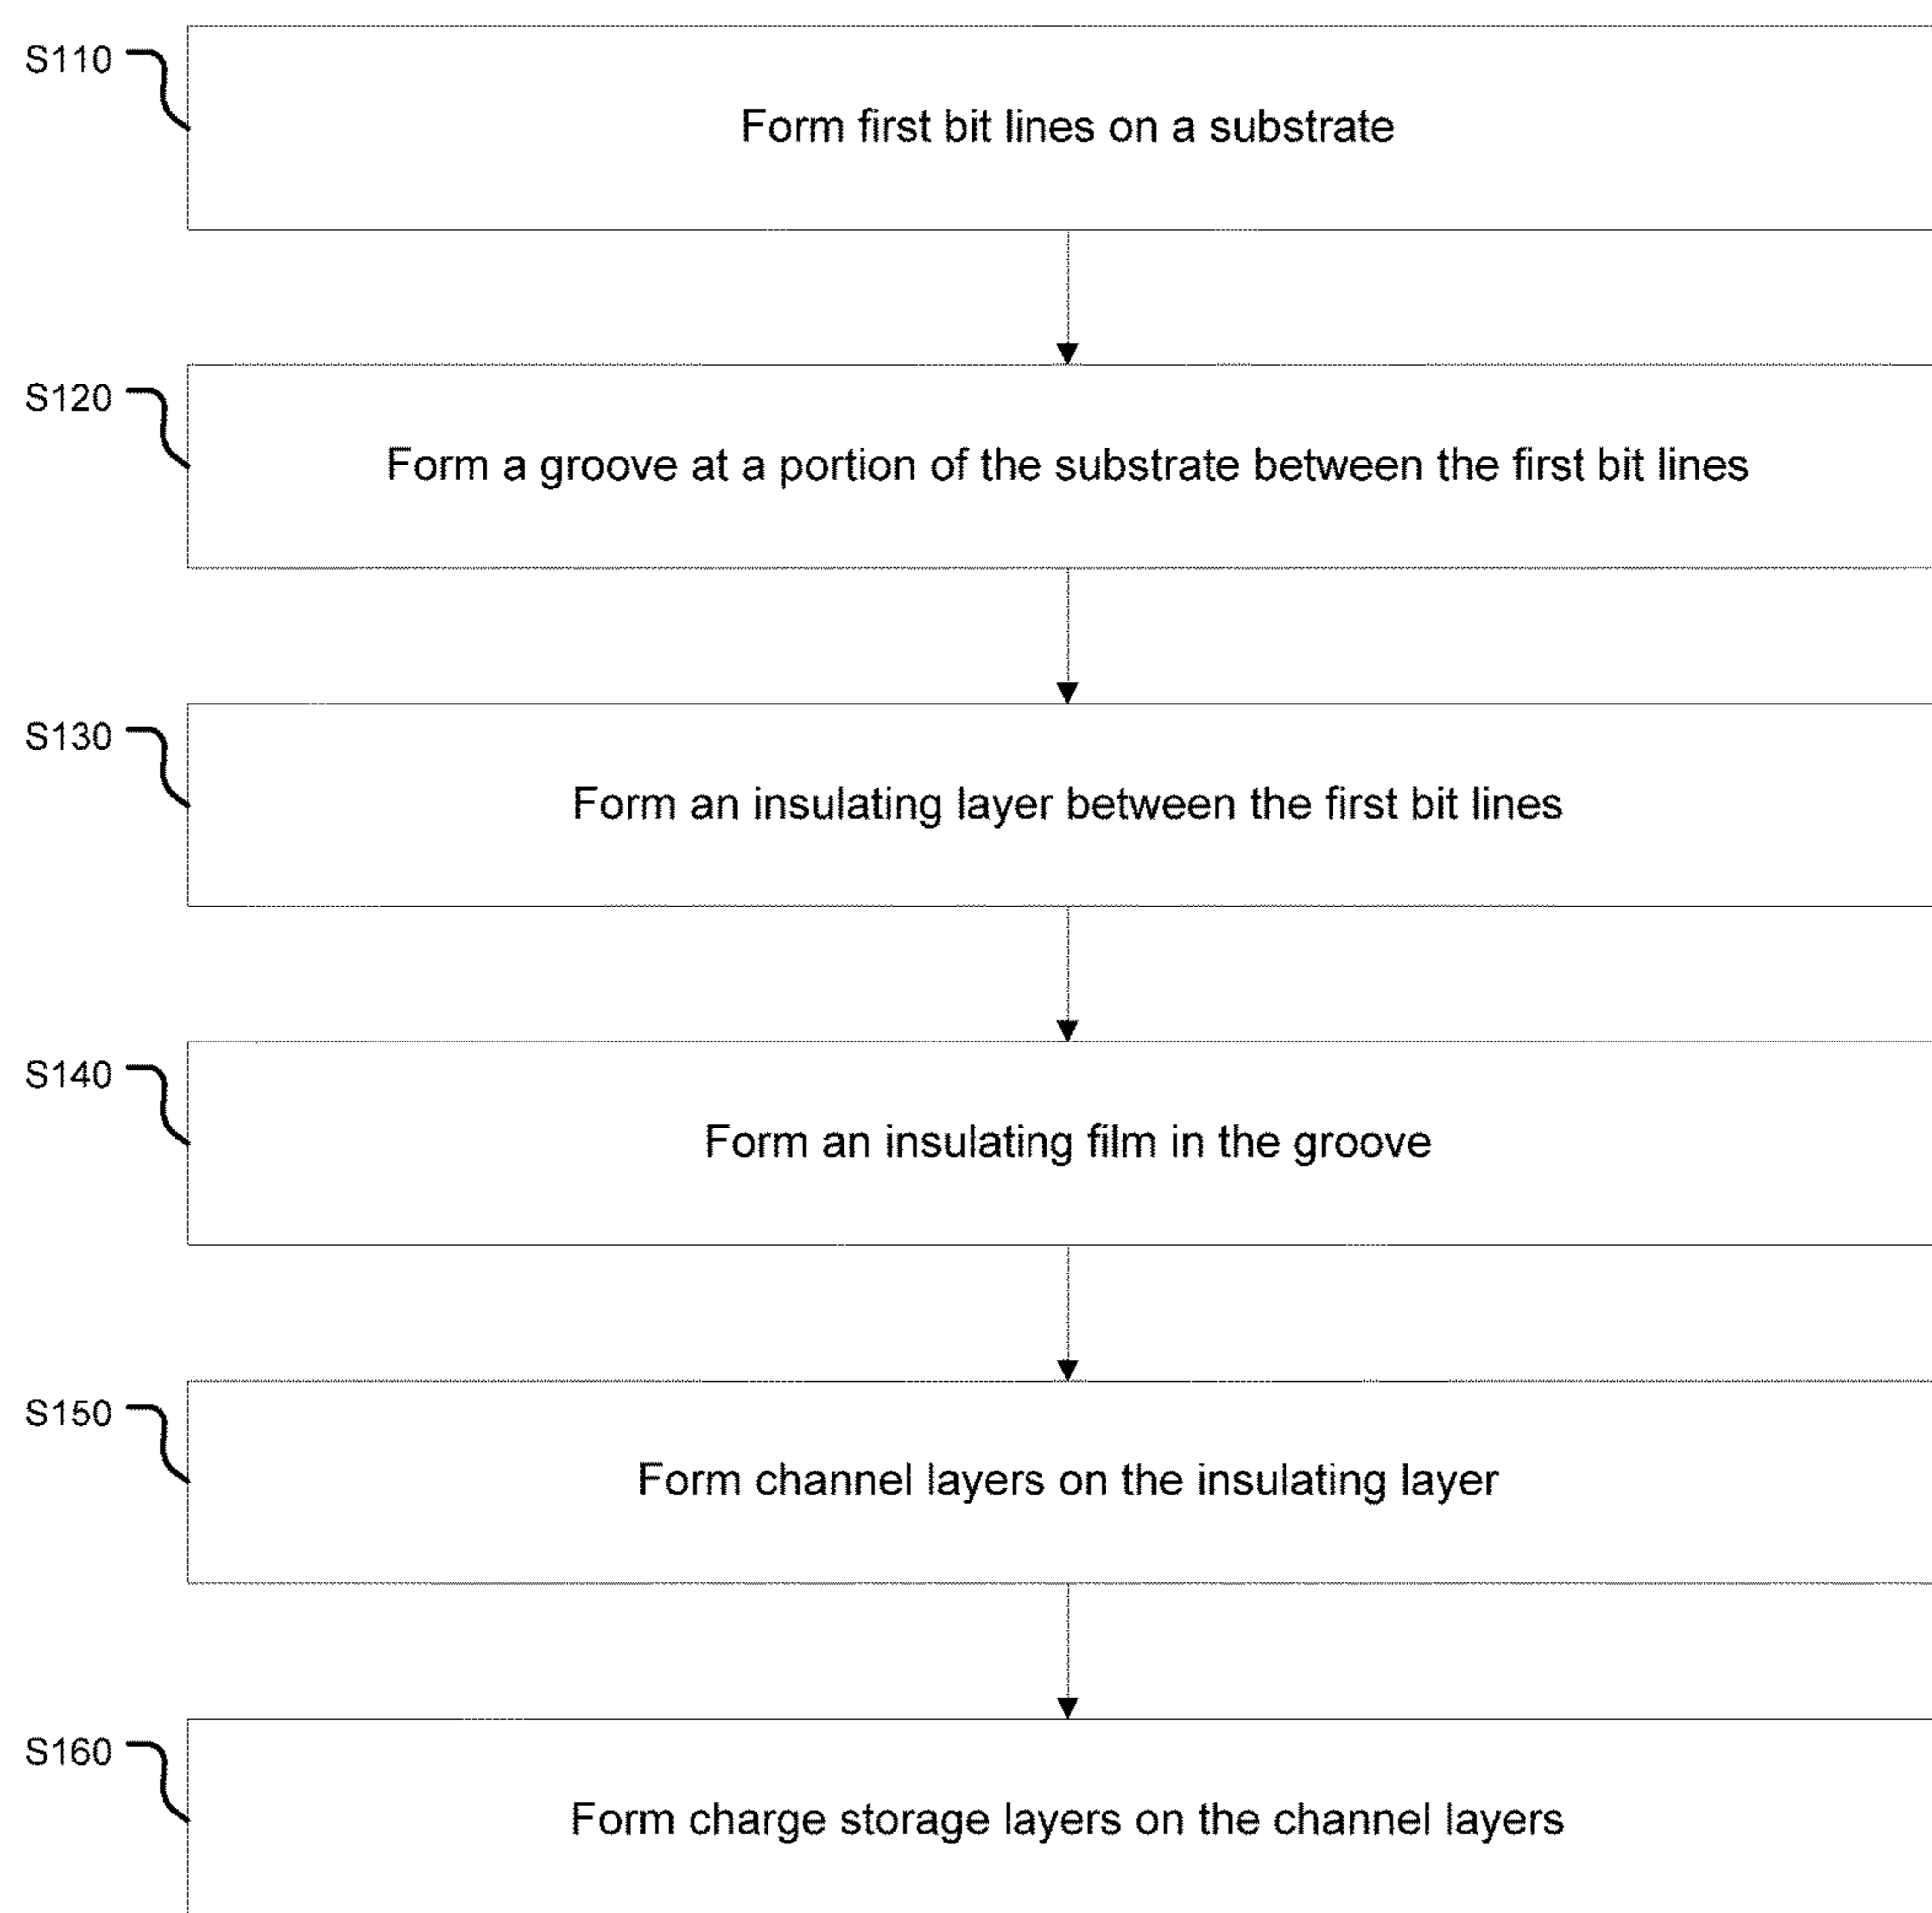 S110
Form first bit lines on a substrate
S120
Form a groove at a portion of the substrate between the first bit lines
S130
Form an insulating layer between the first bit lines
S140
Form an insulating film in the groove
S150
Form channel layers on the insulating layer
S160
Form charge storage layers on the channel layers